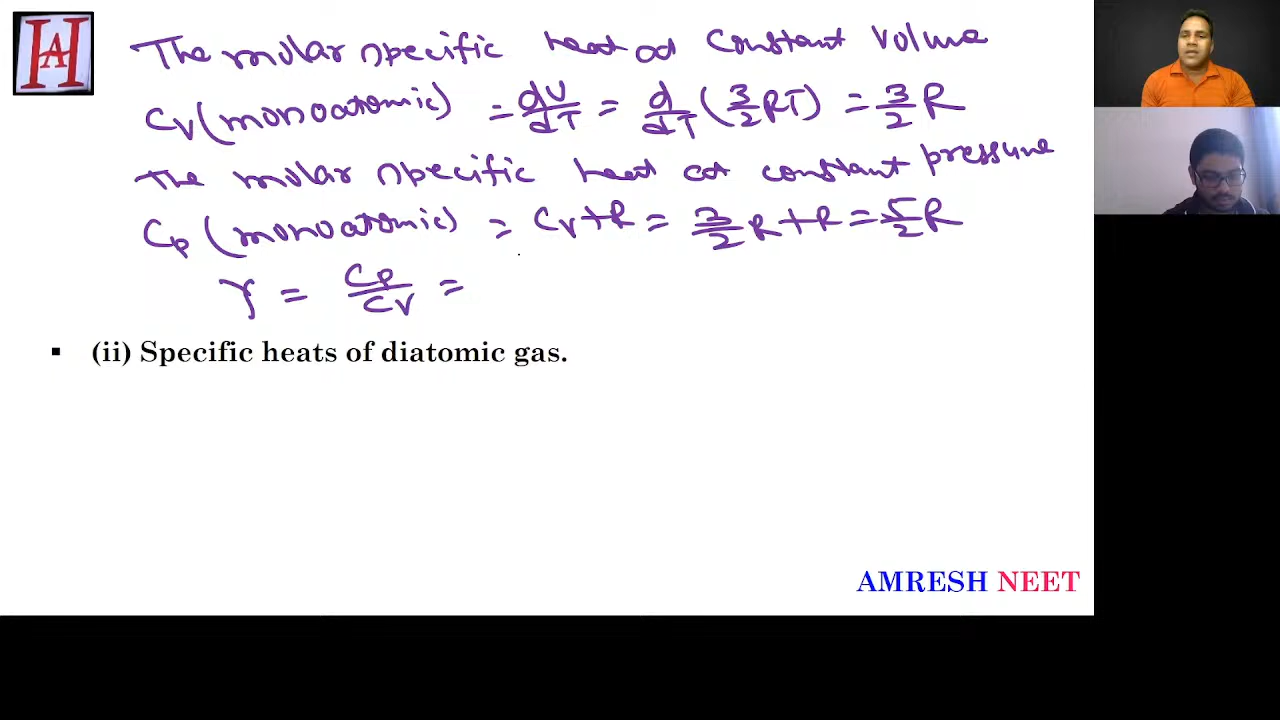 HA
The molar specific heat at constant volume
Cv (monoatomic) = dU/dT = d/dT (3/2 RT) = 3/2 R
The molar specific heat at constant pressure
Cp (monoatomic) = Cv + R = 3/2 R + R = 5/2 R
γ = Cp/Cv =
▪ (ii) Specific heats of diatomic gas.
AMRESH NEET